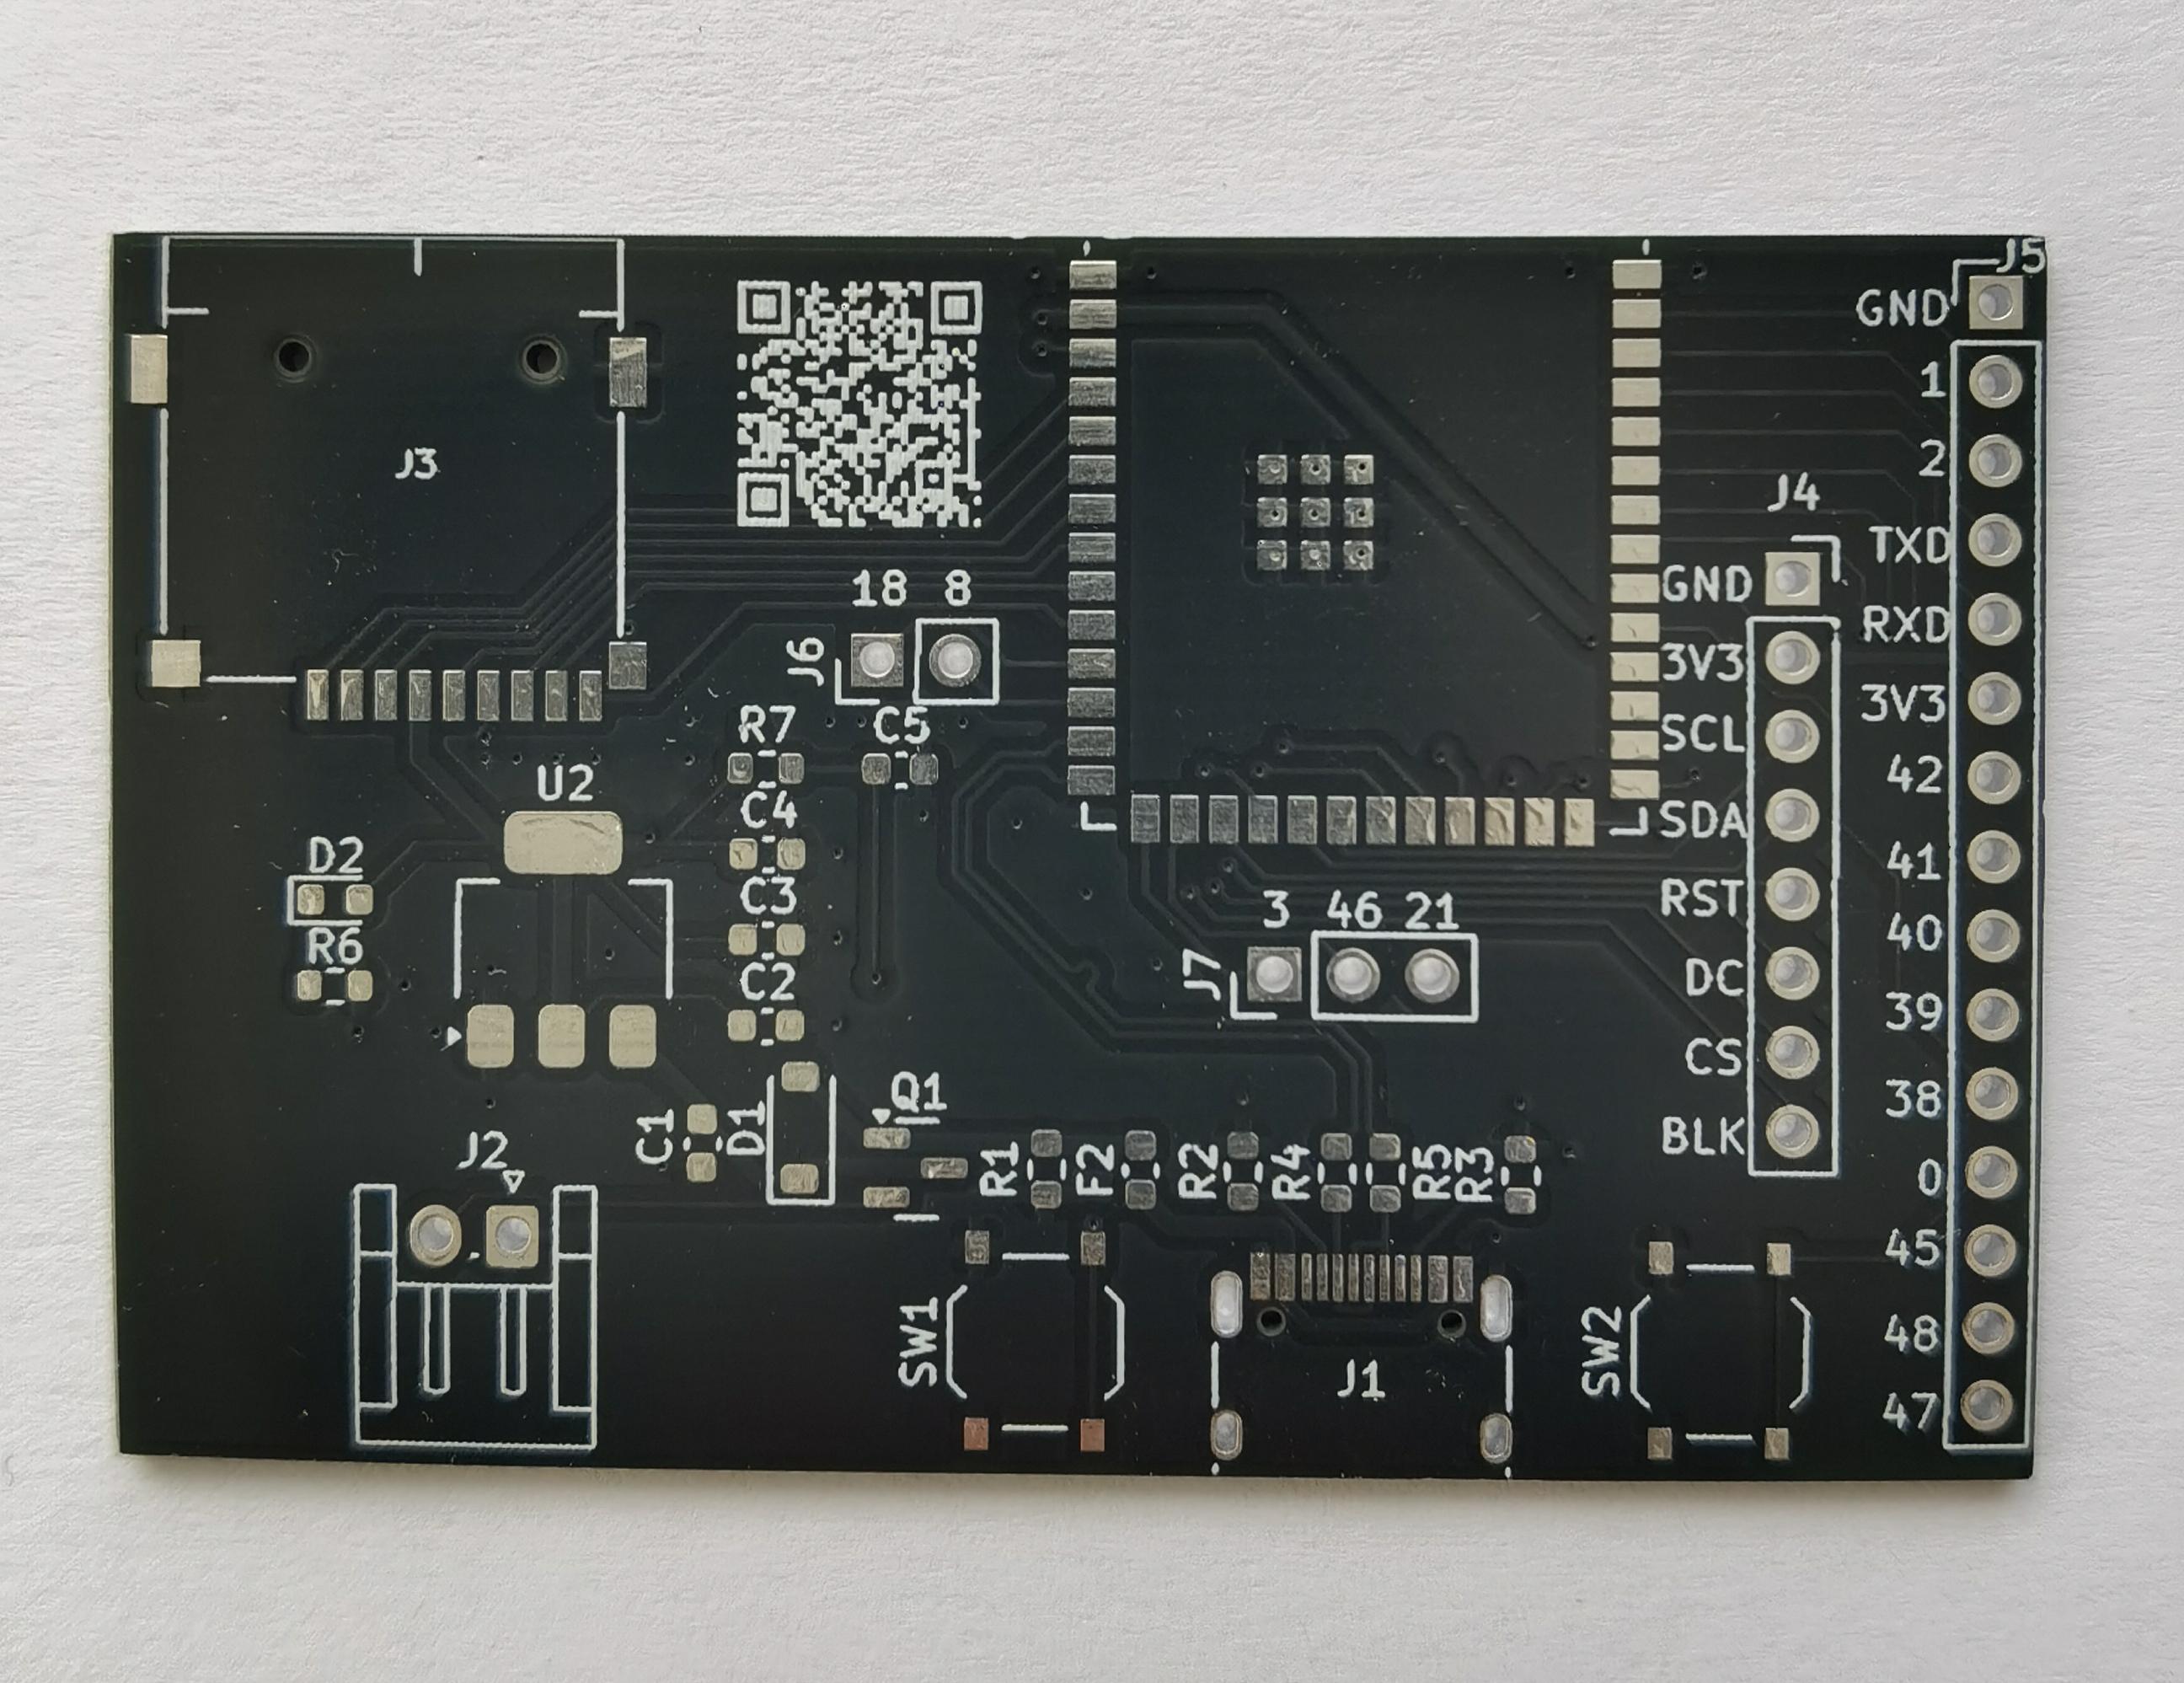 J5
GND
1
2
TXD
RXD
3V3
42
41
40
39
38
0
45
48
47
J4
GND
3V3
SCL
SDA
RST
DC
CS
BLK
J3
18 8
J6
R7
C5
U2
C4
D2
C3
R6
C2
3 46 21
J7
C1
D1
Q1
J2
R1
F2
R2
R4
R5
R3
SW1
J1
SW2